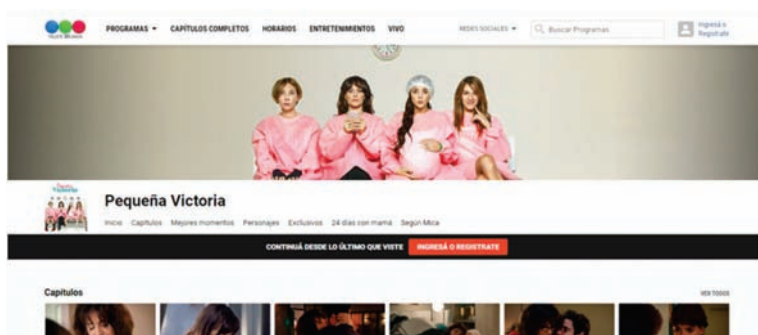 PROGRAMAS CAPÍTULOS COMPLETOS HORARIOS ENTRETENIMIENTOS VIVO REDES SOCIALES Buscar Programas Ingresá o
Registrate
Pequeña Victoria
Inicio Capítulos Mejores momentos Personajes Exclusivos 24 días con mamá Según Mica
CONTINUÁ DESDE LO ÚLTIMO QUE VISTE INGRESÁ O REGISTRATE
Capítulos VER TODOS